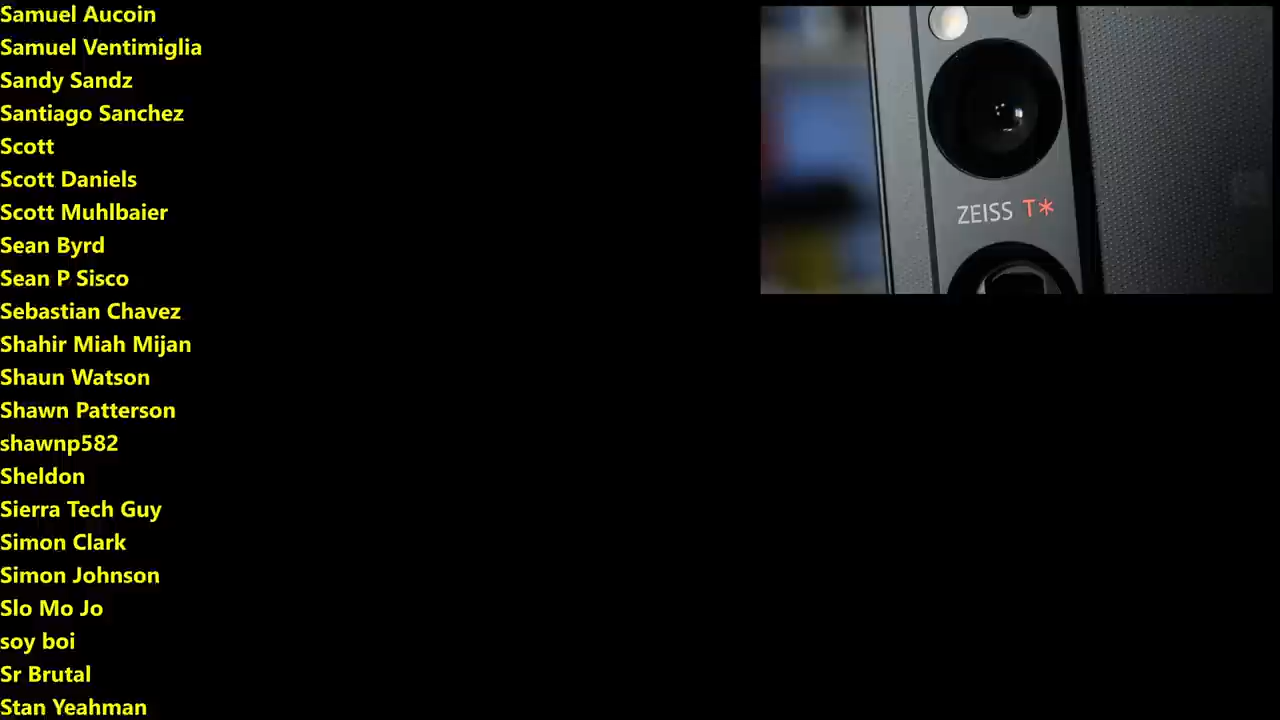 Samuel Aucoin
Samuel Ventimiglia
Sandy Sandz
Santiago Sanchez
Scott
Scott Daniels
Scott Muhlbaier
Sean Byrd
Sean P Sisco
Sebastian Chavez
Shahir Miah Mijan
Shaun Watson
Shawn Patterson
shawnp582
Sheldon
Sierra Tech Guy
Simon Clark
Simon Johnson
Slo Mo Jo
soy boi
Sr Brutal
Stan Yeahman
ZEISS T*